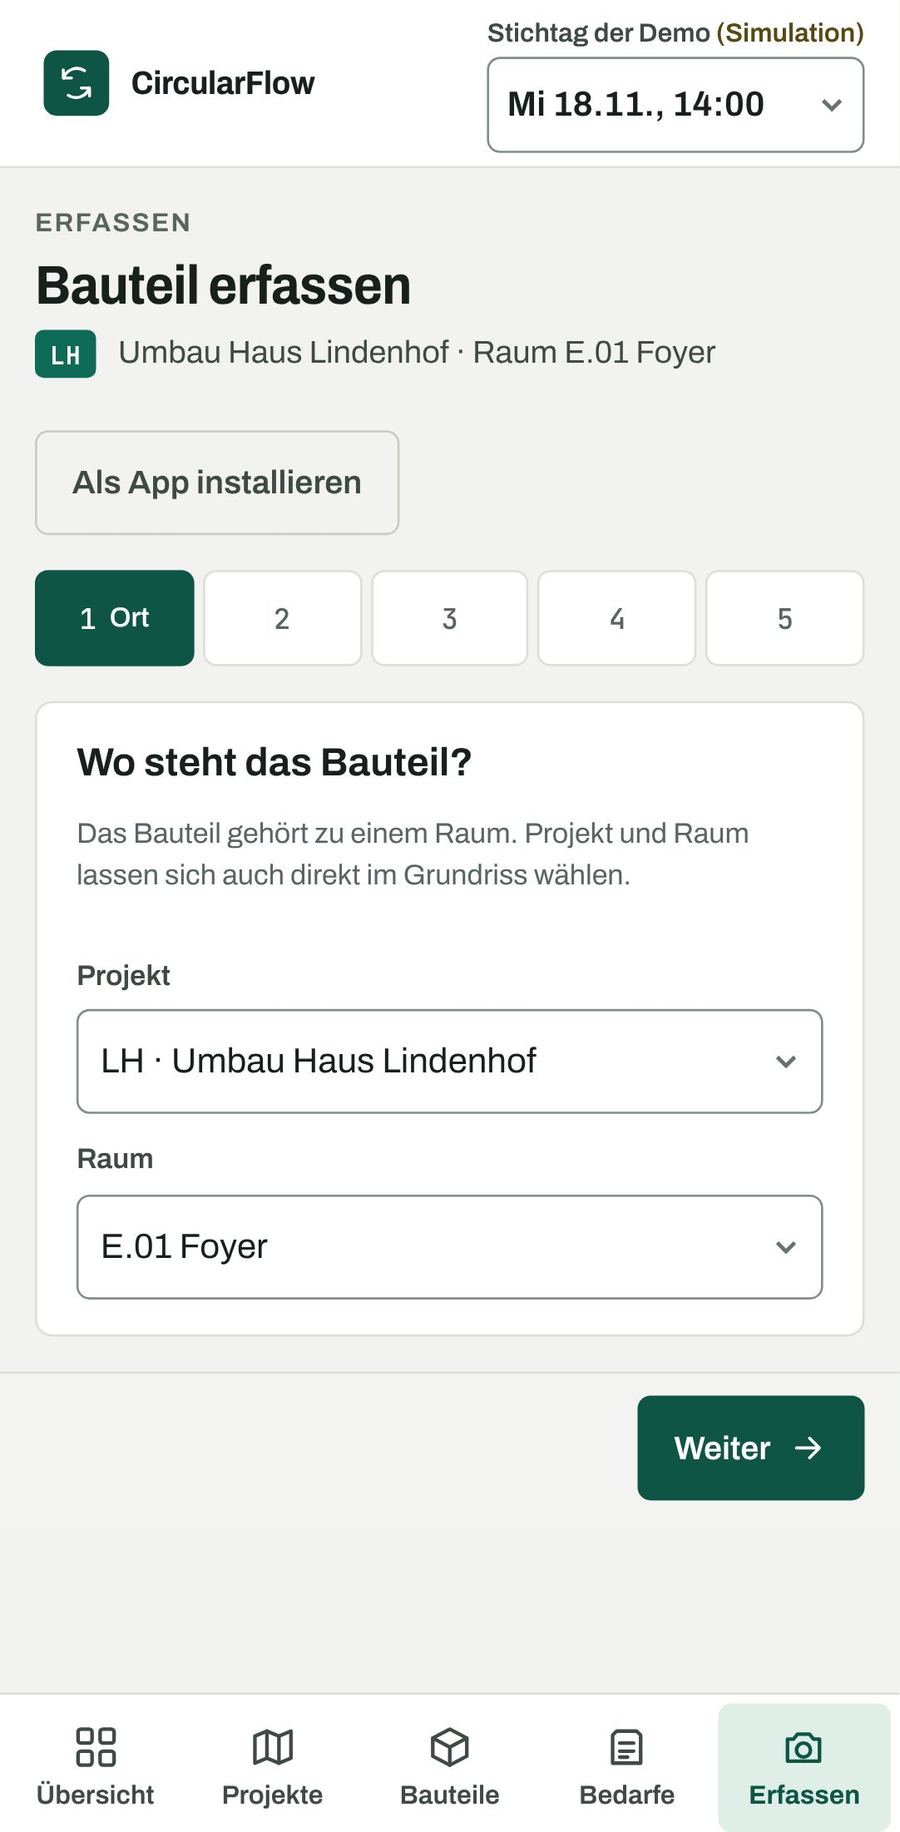 Stichtag der Demo (Simulation)
CircularFlow
Mi 18.11., 14:00
ERFASSEN
Bauteil erfassen
LH Umbau Haus Lindenhof · Raum E.01 Foyer
Als App installieren
1 Ort 2 3 4 5
Wo steht das Bauteil?
Das Bauteil gehört zu einem Raum. Projekt und Raum
lassen sich auch direkt im Grundriss wählen.
Projekt
LH · Umbau Haus Lindenhof
Raum
E.01 Foyer
Weiter
Übersicht Projekte Bauteile Bedarfe Erfassen